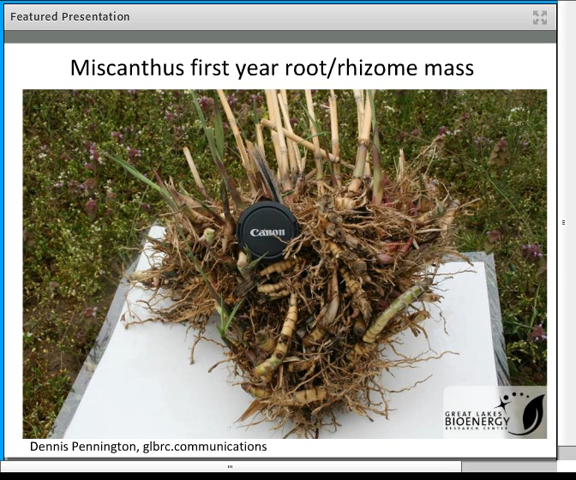 Featured Presentation
Miscanthus first year root/rhizome mass
Canon
GREAT LAKES
BIOENERGY
RESEARCH CENTER
Dennis Pennington, glbrc.communications